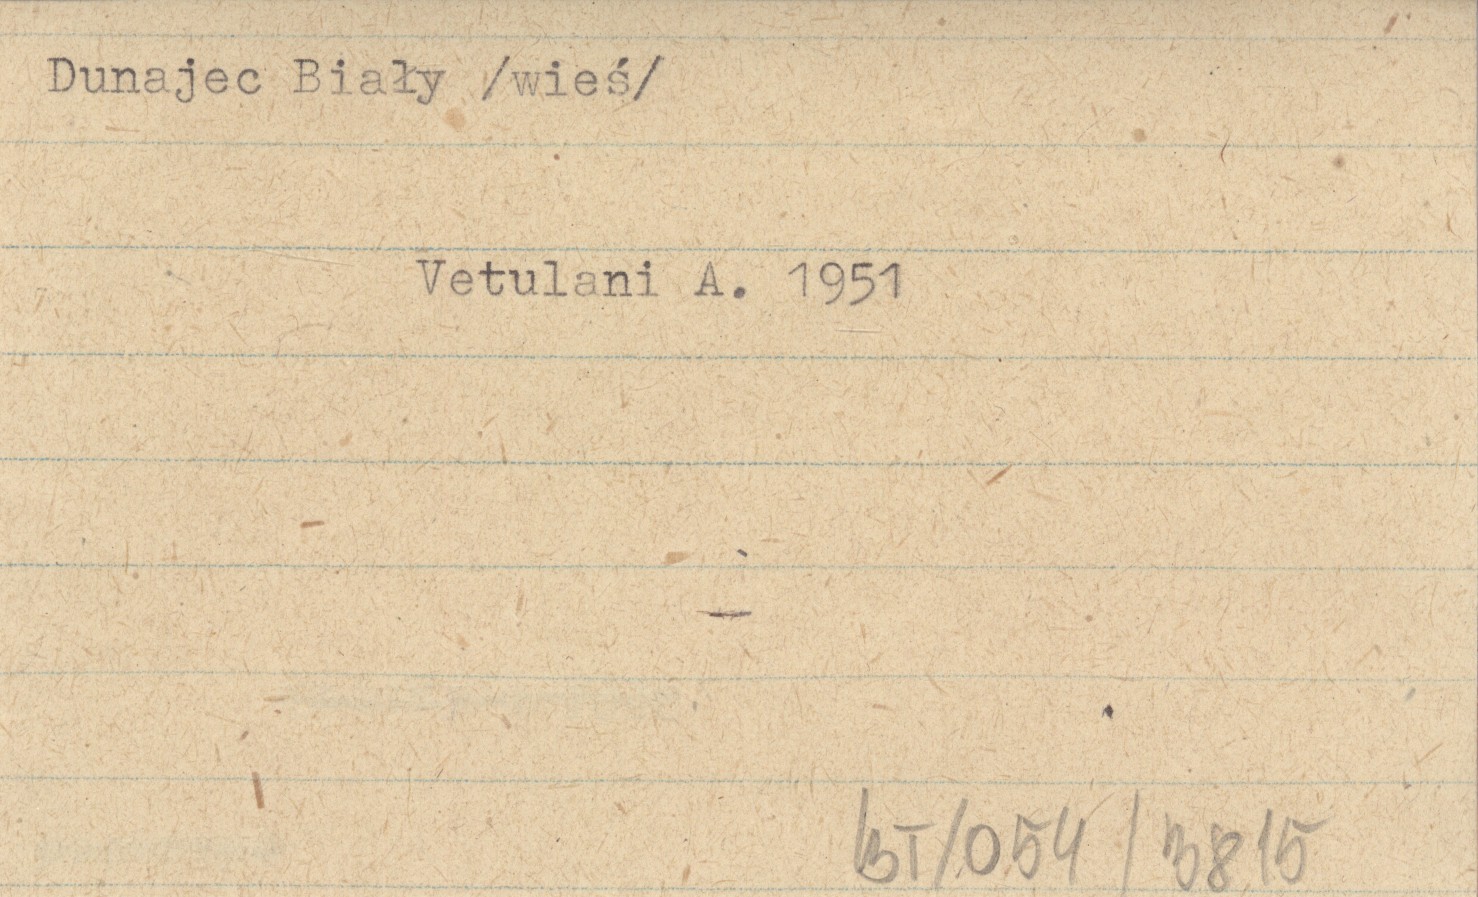 Dunajec Biały /wieś/
Vetulani A. 1951
BT/054/3815